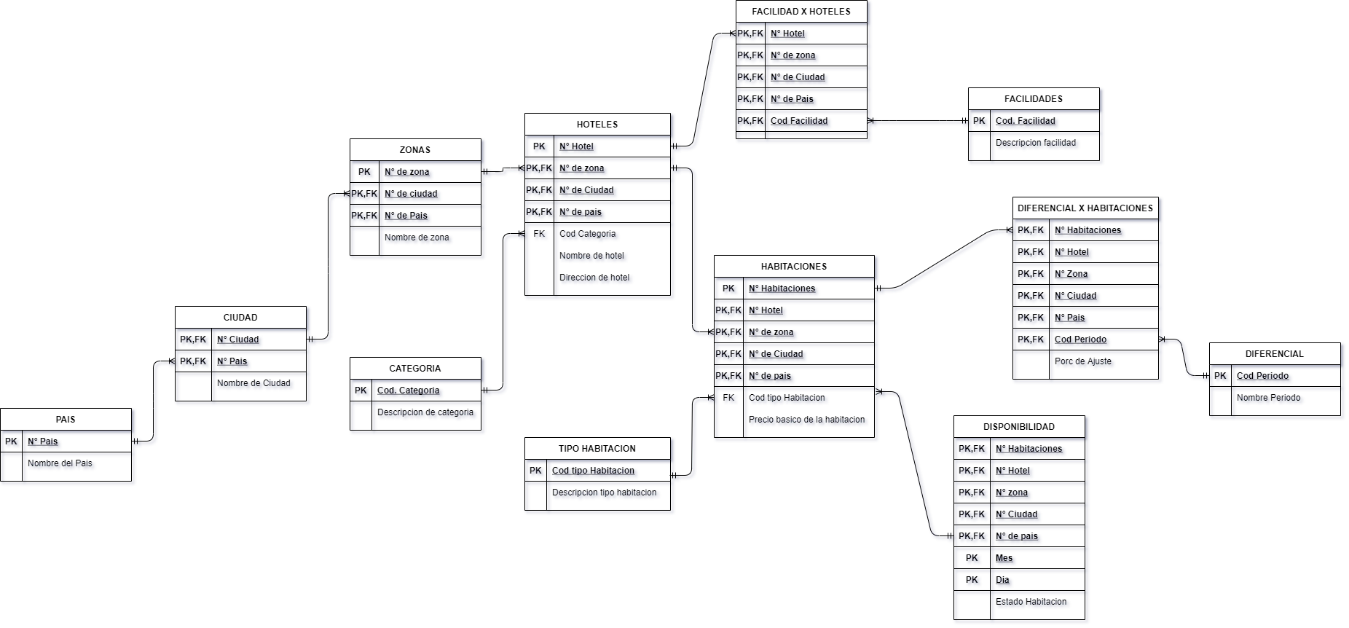 FACILIDAD X HOTELES
PK,FK N° Hotel
PK,FK N° de zona
PK,FK N° de Ciudad
PK,FK N° de Pais
PK,FK Cod Facilidad
FACILIDADES
PK Cod. Facilidad
Descripcion facilidad
HOTELES
PK N° Hotel
PK,FK N° de zona
PK,FK N° de Ciudad
PK,FK N° de pais
FK Cod Categoria
Nombre de hotel
Direccion de hotel
ZONAS
PK N° de zona
PK,FK N° de ciudad
PK,FK N° de Pais
Nombre de zona
DIFERENCIAL X HABITACIONES
PK,FK N° Habitaciones
PK,FK N° Hotel
PK,FK N° Zona
PK,FK N° Ciudad
PK,FK N° Pais
PK,FK Cod Periodo
Porc de Ajuste
HABITACIONES
PK N° Habitaciones
PK,FK N° Hotel
PK,FK N° de zona
PK,FK N° de Ciudad
PK,FK N° de pais
FK Cod tipo Habitacion
Precio basico de la habitacion
CIUDAD
PK,FK N° Ciudad
PK,FK N° Pais
Nombre de Ciudad
DIFERENCIAL
PK Cod Periodo
Nombre Periodo
CATEGORIA
PK Cod. Categoria
Descripcion de categoria
PAIS
PK N° Pais
Nombre del Pais
DISPONIBILIDAD
PK,FK N° Habitaciones
PK,FK N° Hotel
PK,FK N° zona
PK,FK N° Ciudad
PK,FK N° de pais
PK Mes
PK Dia
Estado Habitacion
TIPO HABITACION
PK Cod tipo Habitacion
Descripcion tipo habitacion